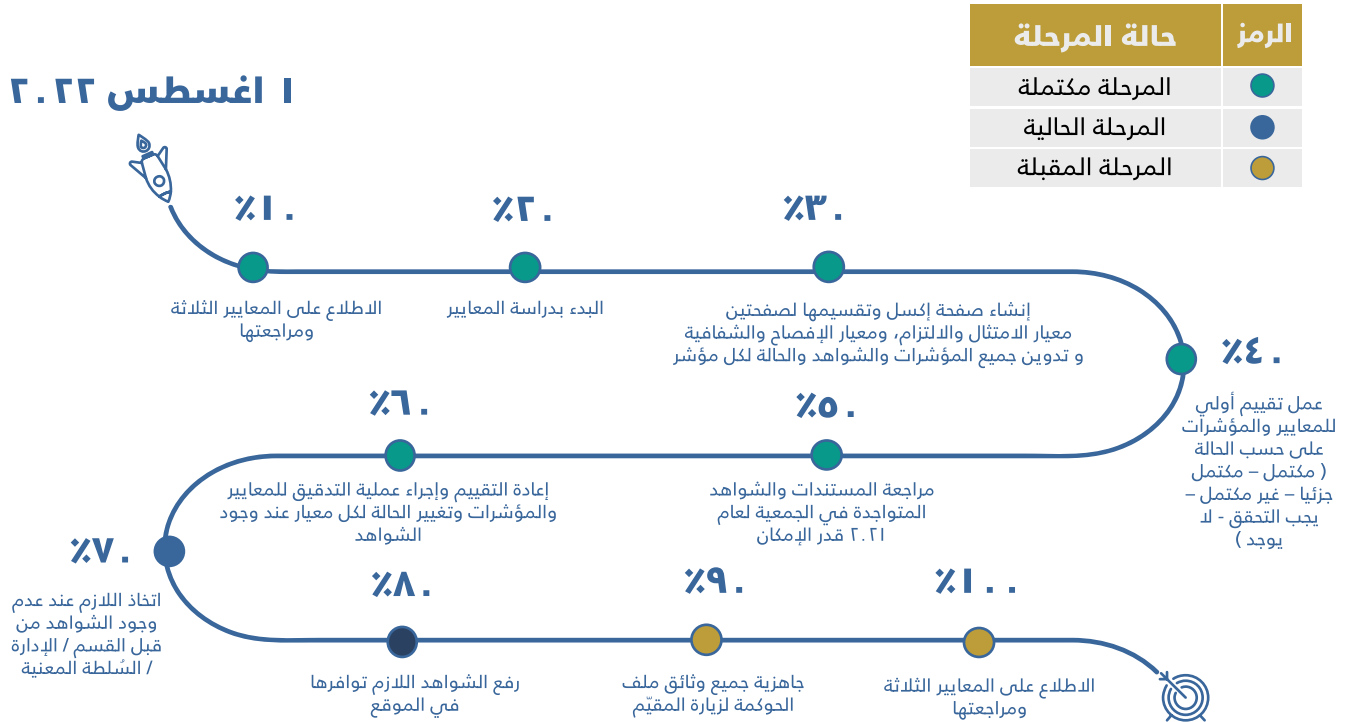 الرمز حالة المرحلة
المرحلة مكتملة
المرحلة الحالية
المرحلة المقبلة
١ اغسطس ٢٠٢٢
٪١٠
الاطلاع على المعايير الثلاثة
ومراجعتها
٪٢٠
البدء بدراسة المعايير
٪٣٠
إنشاء صفحة إكسل وتقسيمها لصفحتين
معيار الامتثال والالتزام، ومعيار الإفصاح والشفافية
و تدوين جميع المؤشرات والشواهد والحالة لكل مؤشر
٪٤٠
عمل تقييم أولي
للمعايير والمؤشرات
على حسب الحالة
( مكتمل – مكتمل
جزئيا – غير مكتمل –
يجب التحقق - لا
يوجد )
٪٥٠
مراجعة المستندات والشواهد
المتواجدة في الجمعية لعام
٢٠٢١ قدر الإمكان
٪٦٠
إعادة التقييم وإجراء عملية التدقيق للمعايير
والمؤشرات وتغيير الحالة لكل معيار عند وجود
الشواهد
٪٧٠
اتخاذ اللازم عند عدم
وجود الشواهد من
قبل القسم / الإدارة
/ السُلطة المعنية
٪٨٠
رفع الشواهد اللازم توافرها
في الموقع
٪٩٠
جاهزية جميع وثائق ملف
الحوكمة لزيارة المقيّم
٪١٠٠
الاطلاع على المعايير الثلاثة
ومراجعتها